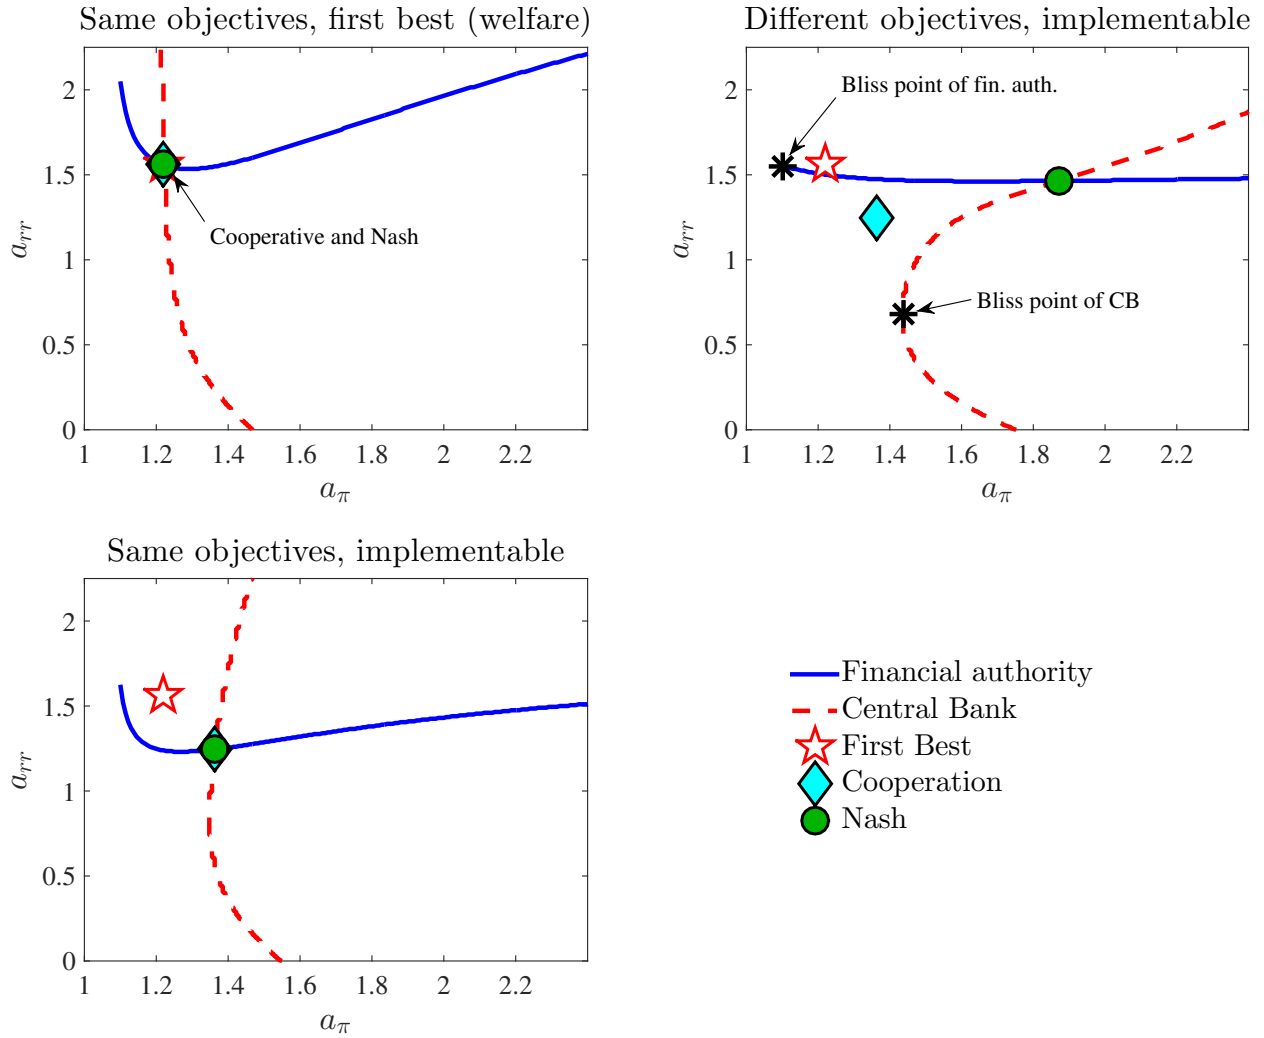 Same objectives, first best (welfare)
2
1.5
1
0.5
0
a_rr
Cooperative and Nash
1 1.2 1.4 1.6 1.8 2 2.2
a_π
Different objectives, implementable
2
1.5
1
0.5
0
a_rr
Bliss point of fin. auth.
Bliss point of CB
1 1.2 1.4 1.6 1.8 2 2.2
a_π
Same objectives, implementable
2
1.5
1
0.5
0
a_rr
1 1.2 1.4 1.6 1.8 2 2.2
a_π
Financial authority
Central Bank
First Best
Cooperation
Nash